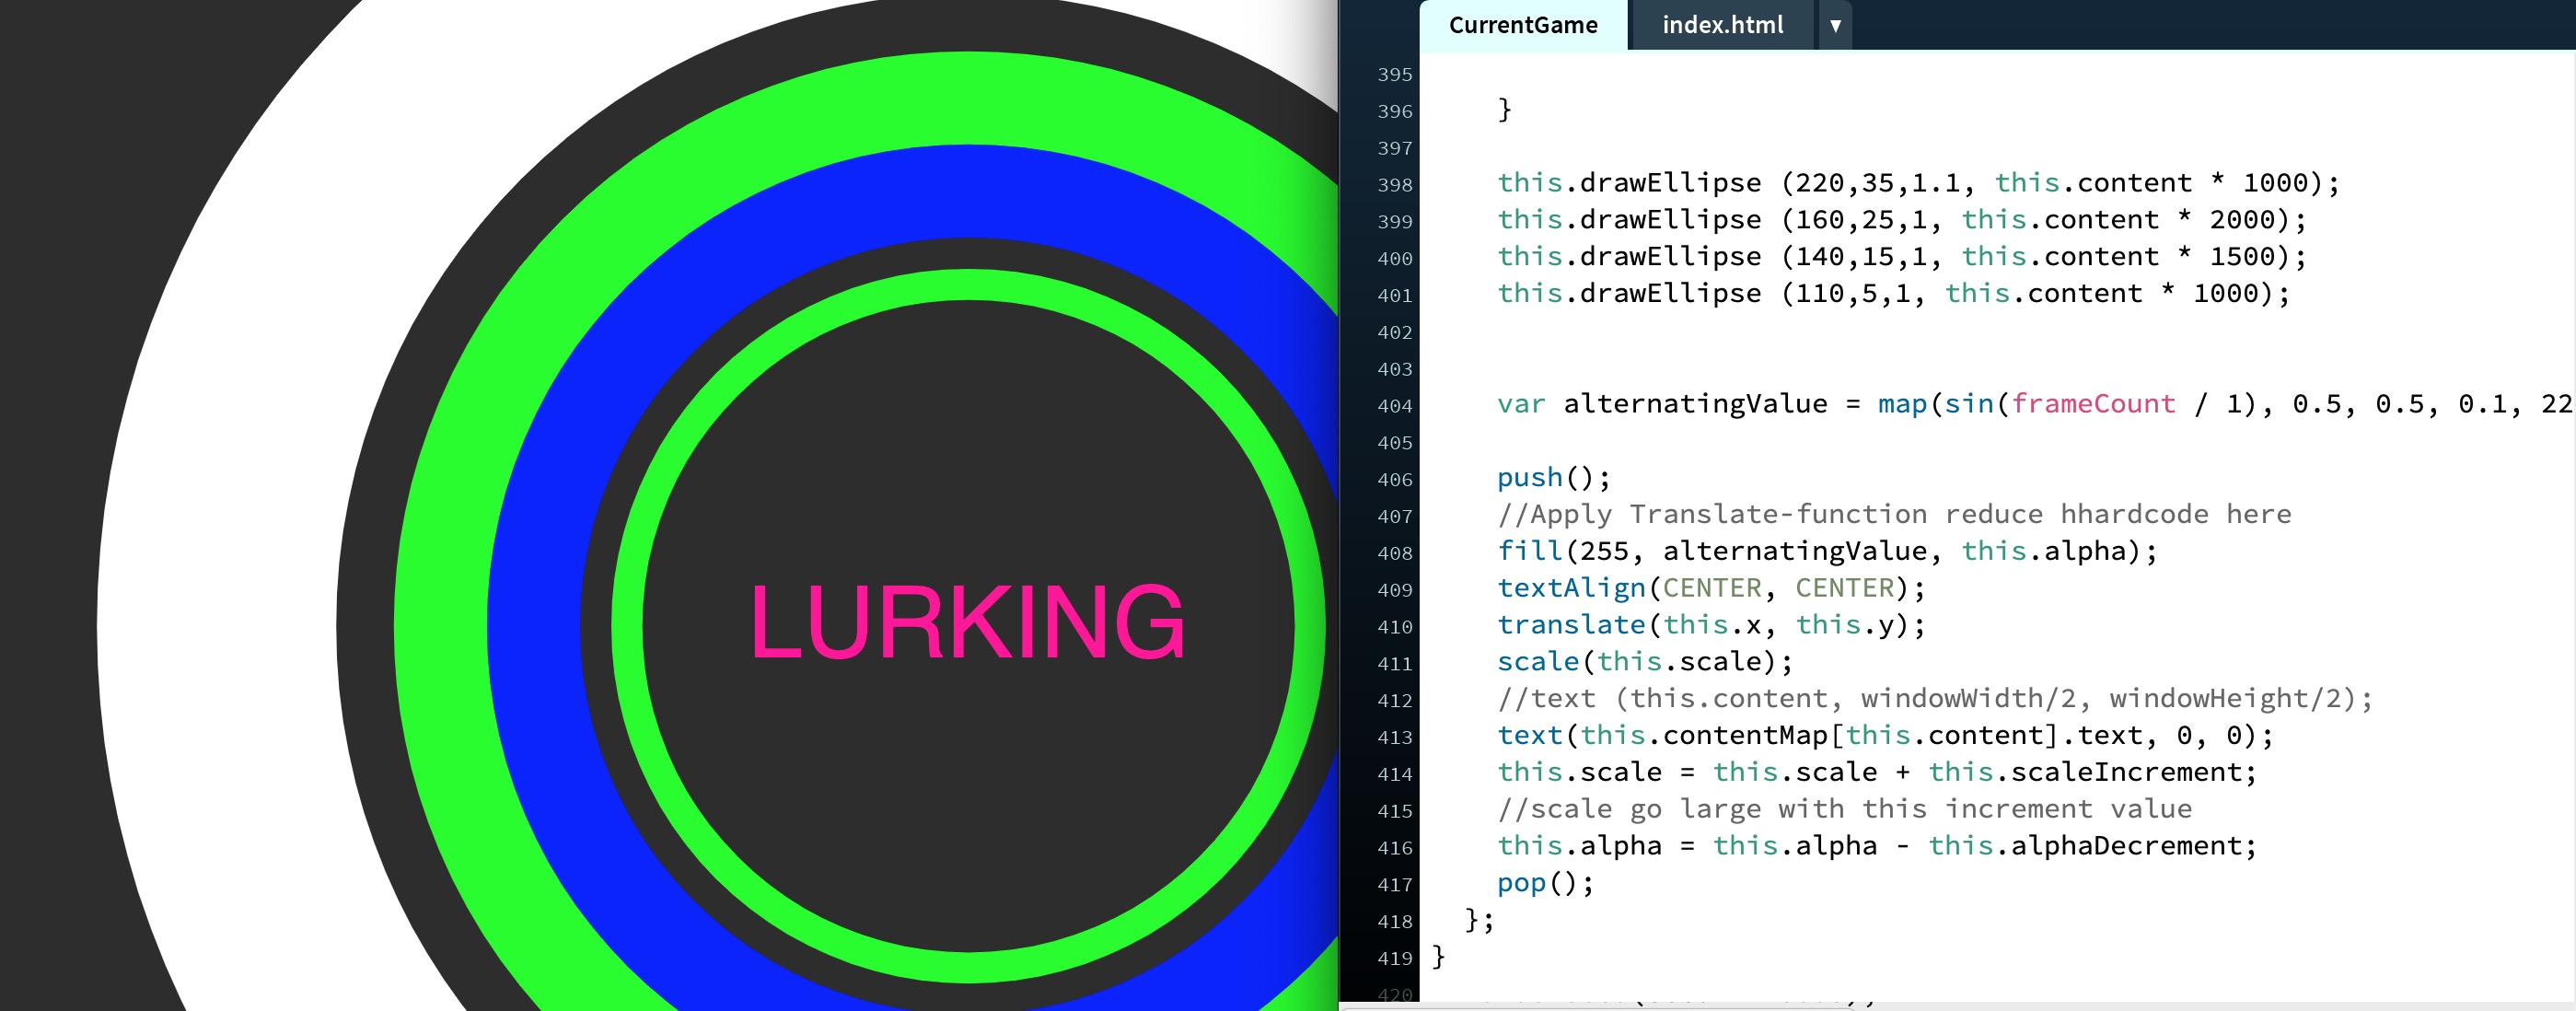 LURKING
CurrentGame index.html ▼
395
396 }
397
398 this.drawEllipse (220,35,1.1, this.content * 1000);
399 this.drawEllipse (160,25,1, this.content * 2000);
400 this.drawEllipse (140,15,1, this.content * 1500);
401 this.drawEllipse (110,5,1, this.content * 1000);
402
403
404 var alternatingValue = map(sin(frameCount / 1), 0.5, 0.5, 0.1, 22
405
406 push();
407 //Apply Translate-function reduce hhardcode here
408 fill(255, alternatingValue, this.alpha);
409 textAlign(CENTER, CENTER);
410 translate(this.x, this.y);
411 scale(this.scale);
412 //text (this.content, windowWidth/2, windowHeight/2);
413 text(this.contentMap[this.content].text, 0, 0);
414 this.scale = this.scale + this.scaleIncrement;
415 //scale go large with this increment value
416 this.alpha = this.alpha - this.alphaDecrement;
417 pop();
418 };
419 }
420